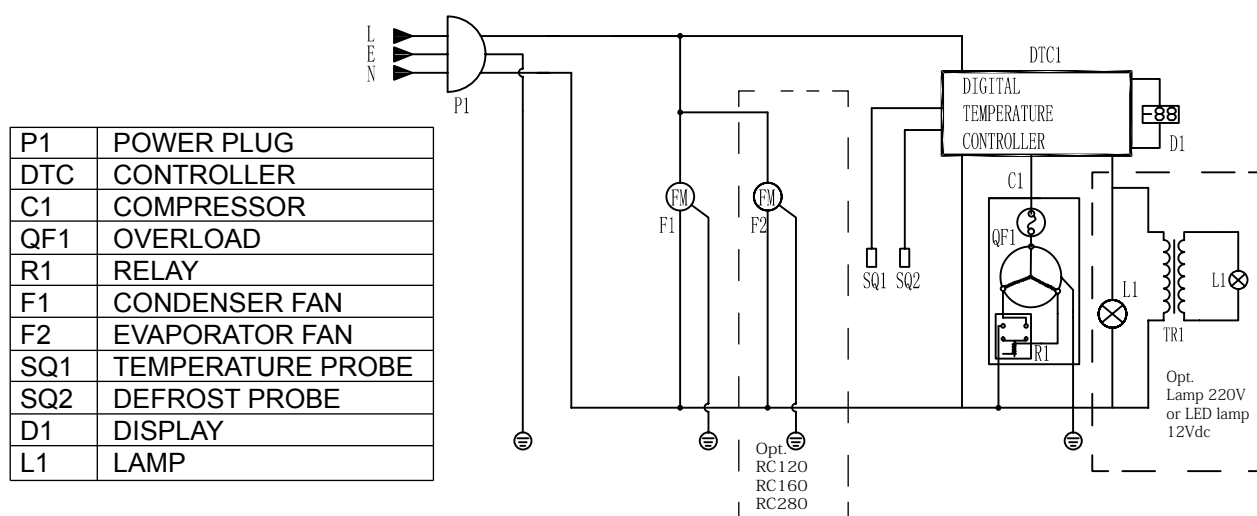 P1 POWER PLUG
DTC CONTROLLER
C1 COMPRESSOR
QF1 OVERLOAD
R1 RELAY
F1 CONDENSER FAN
F2 EVAPORATOR FAN
SQ1 TEMPERATURE PROBE
SQ2 DEFROST PROBE
D1 DISPLAY
L1 LAMP
L
E
N
P1
DTC1
DIGITAL
TEMPERATURE
CONTROLLER
-88
D1
C1
FM
FM
F1
F2
QF1
SQ1 SQ2
L1
L1
R1
TR1
Opt.
Lamp 220V
or LED lamp
12Vdc
Opt.
RC120
RC160
RC280